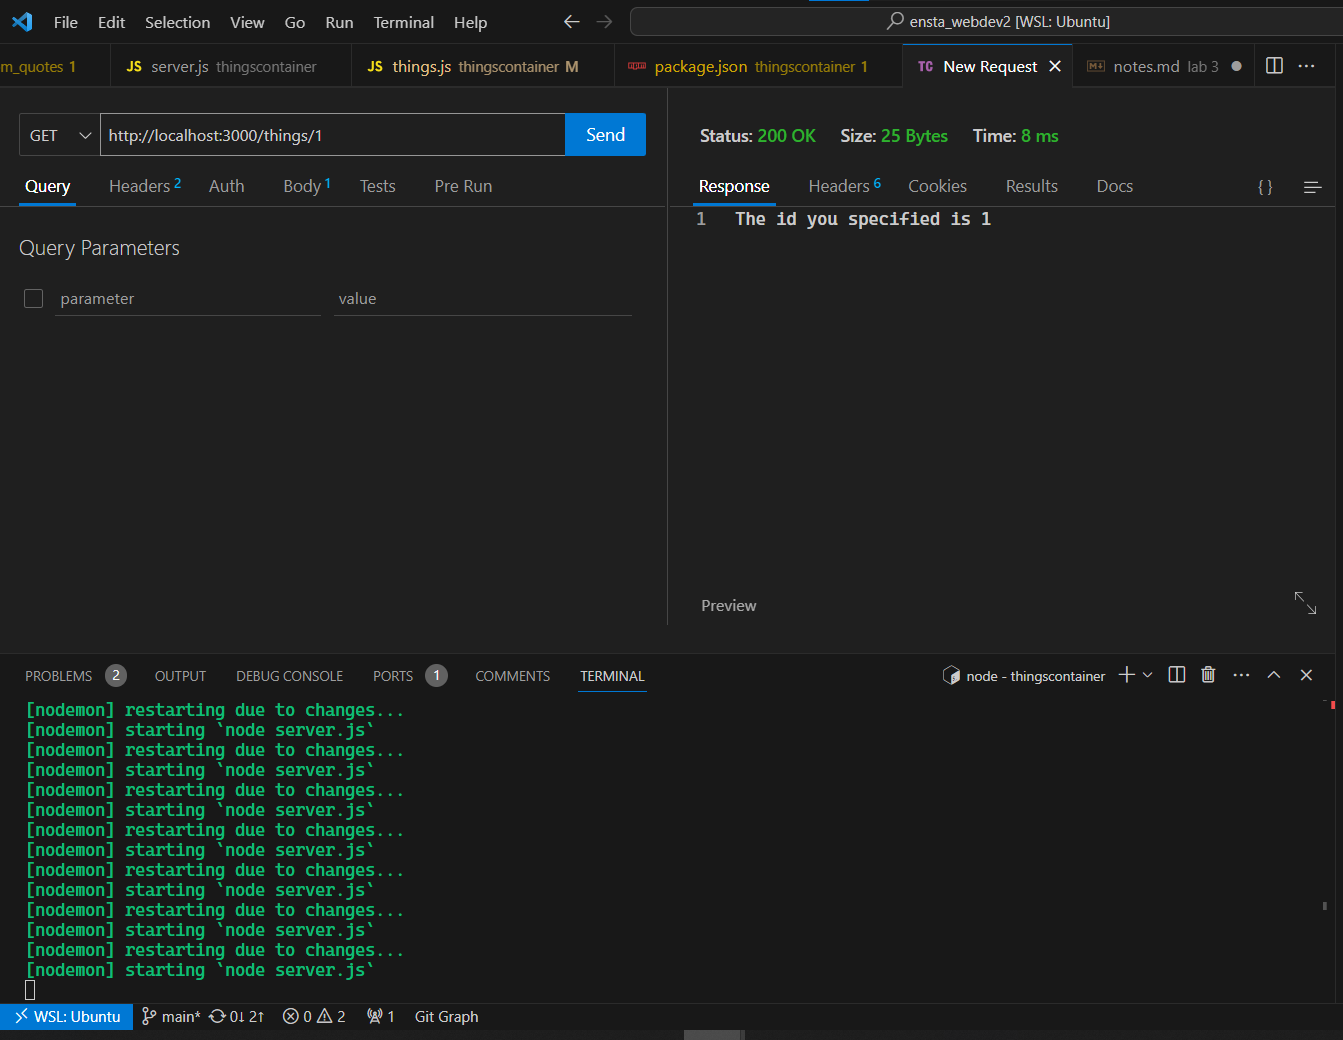 File Edit Selection View Go Run Terminal Help
ensta_webdev2 [WSL: Ubuntu]
m_quotes 1
JS server.js thingscontainer
JS things.js thingscontainer M
npm package.json thingscontainer 1
TC New Request
notes.md lab 3
GET http://localhost:3000/things/1 Send
Status: 200 OK Size: 25 Bytes Time: 8 ms
Query Headers 2 Auth Body 1 Tests Pre Run
Response Headers 6 Cookies Results Docs { }
1 The id you specified is 1
Query Parameters
parameter value
Preview
PROBLEMS 2 OUTPUT DEBUG CONSOLE PORTS 1 COMMENTS TERMINAL
node - thingscontainer
[nodemon] restarting due to changes...
[nodemon] starting `node server.js`
[nodemon] restarting due to changes...
[nodemon] starting `node server.js`
[nodemon] restarting due to changes...
[nodemon] starting `node server.js`
[nodemon] restarting due to changes...
[nodemon] starting `node server.js`
[nodemon] restarting due to changes...
[nodemon] starting `node server.js`
[nodemon] restarting due to changes...
[nodemon] starting `node server.js`
[nodemon] restarting due to changes...
[nodemon] starting `node server.js`
WSL: Ubuntu main* 0↓ 2↑ 0 2 1 Git Graph